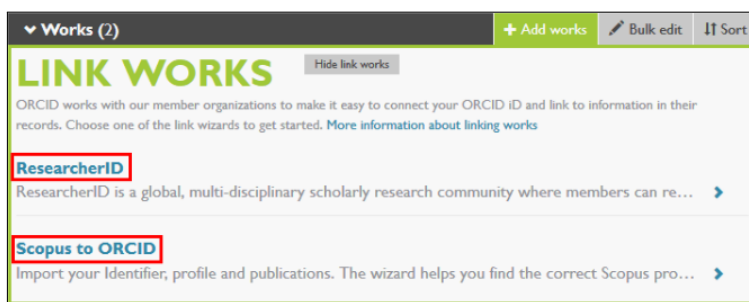 Works (2) + Add works Bulk edit Sort
LINK WORKS Hide link works
ORCID works with our member organizations to make it easy to connect your ORCID iD and link to information in their
records. Choose one of the link wizards to get started. More information about linking works
ResearcherID
ResearcherID is a global, multi-disciplinary scholarly research community where members can re...
Scopus to ORCID
Import your Identifier, profile and publications. The wizard helps you find the correct Scopus pro...